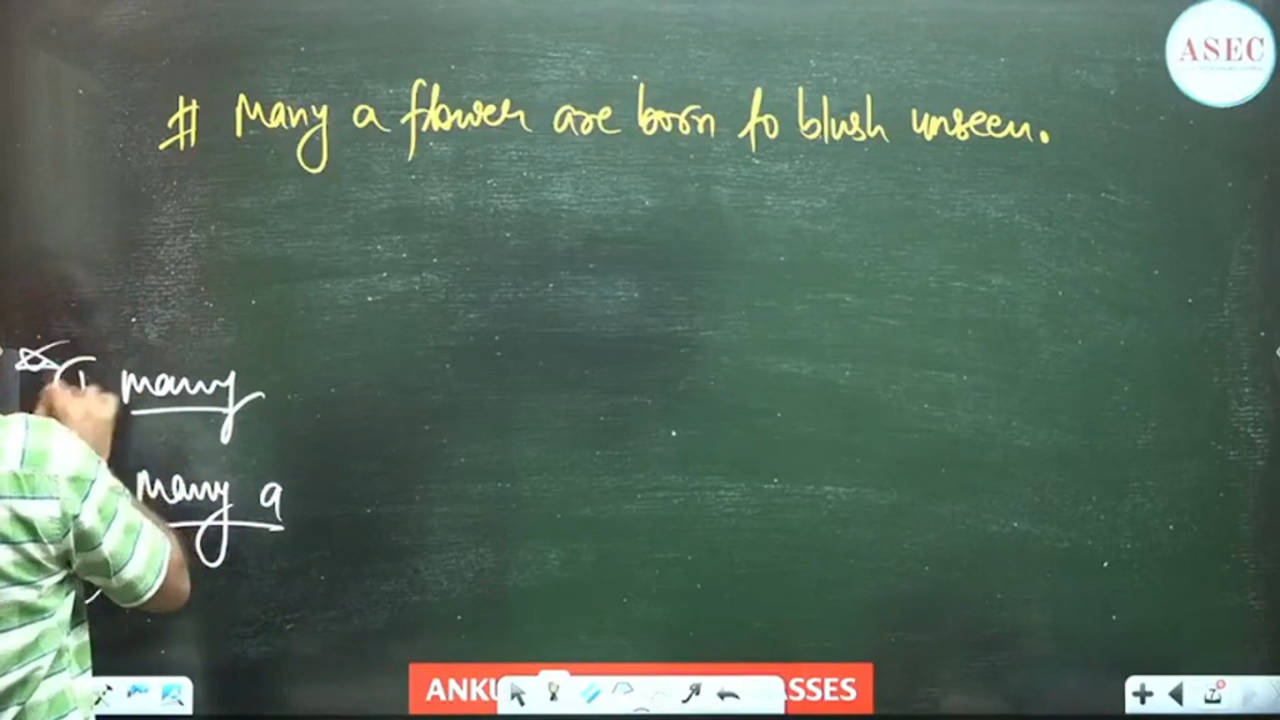 ASEC
# Many a flower are born to blush unseen.
many
many a
ANKU ASSES